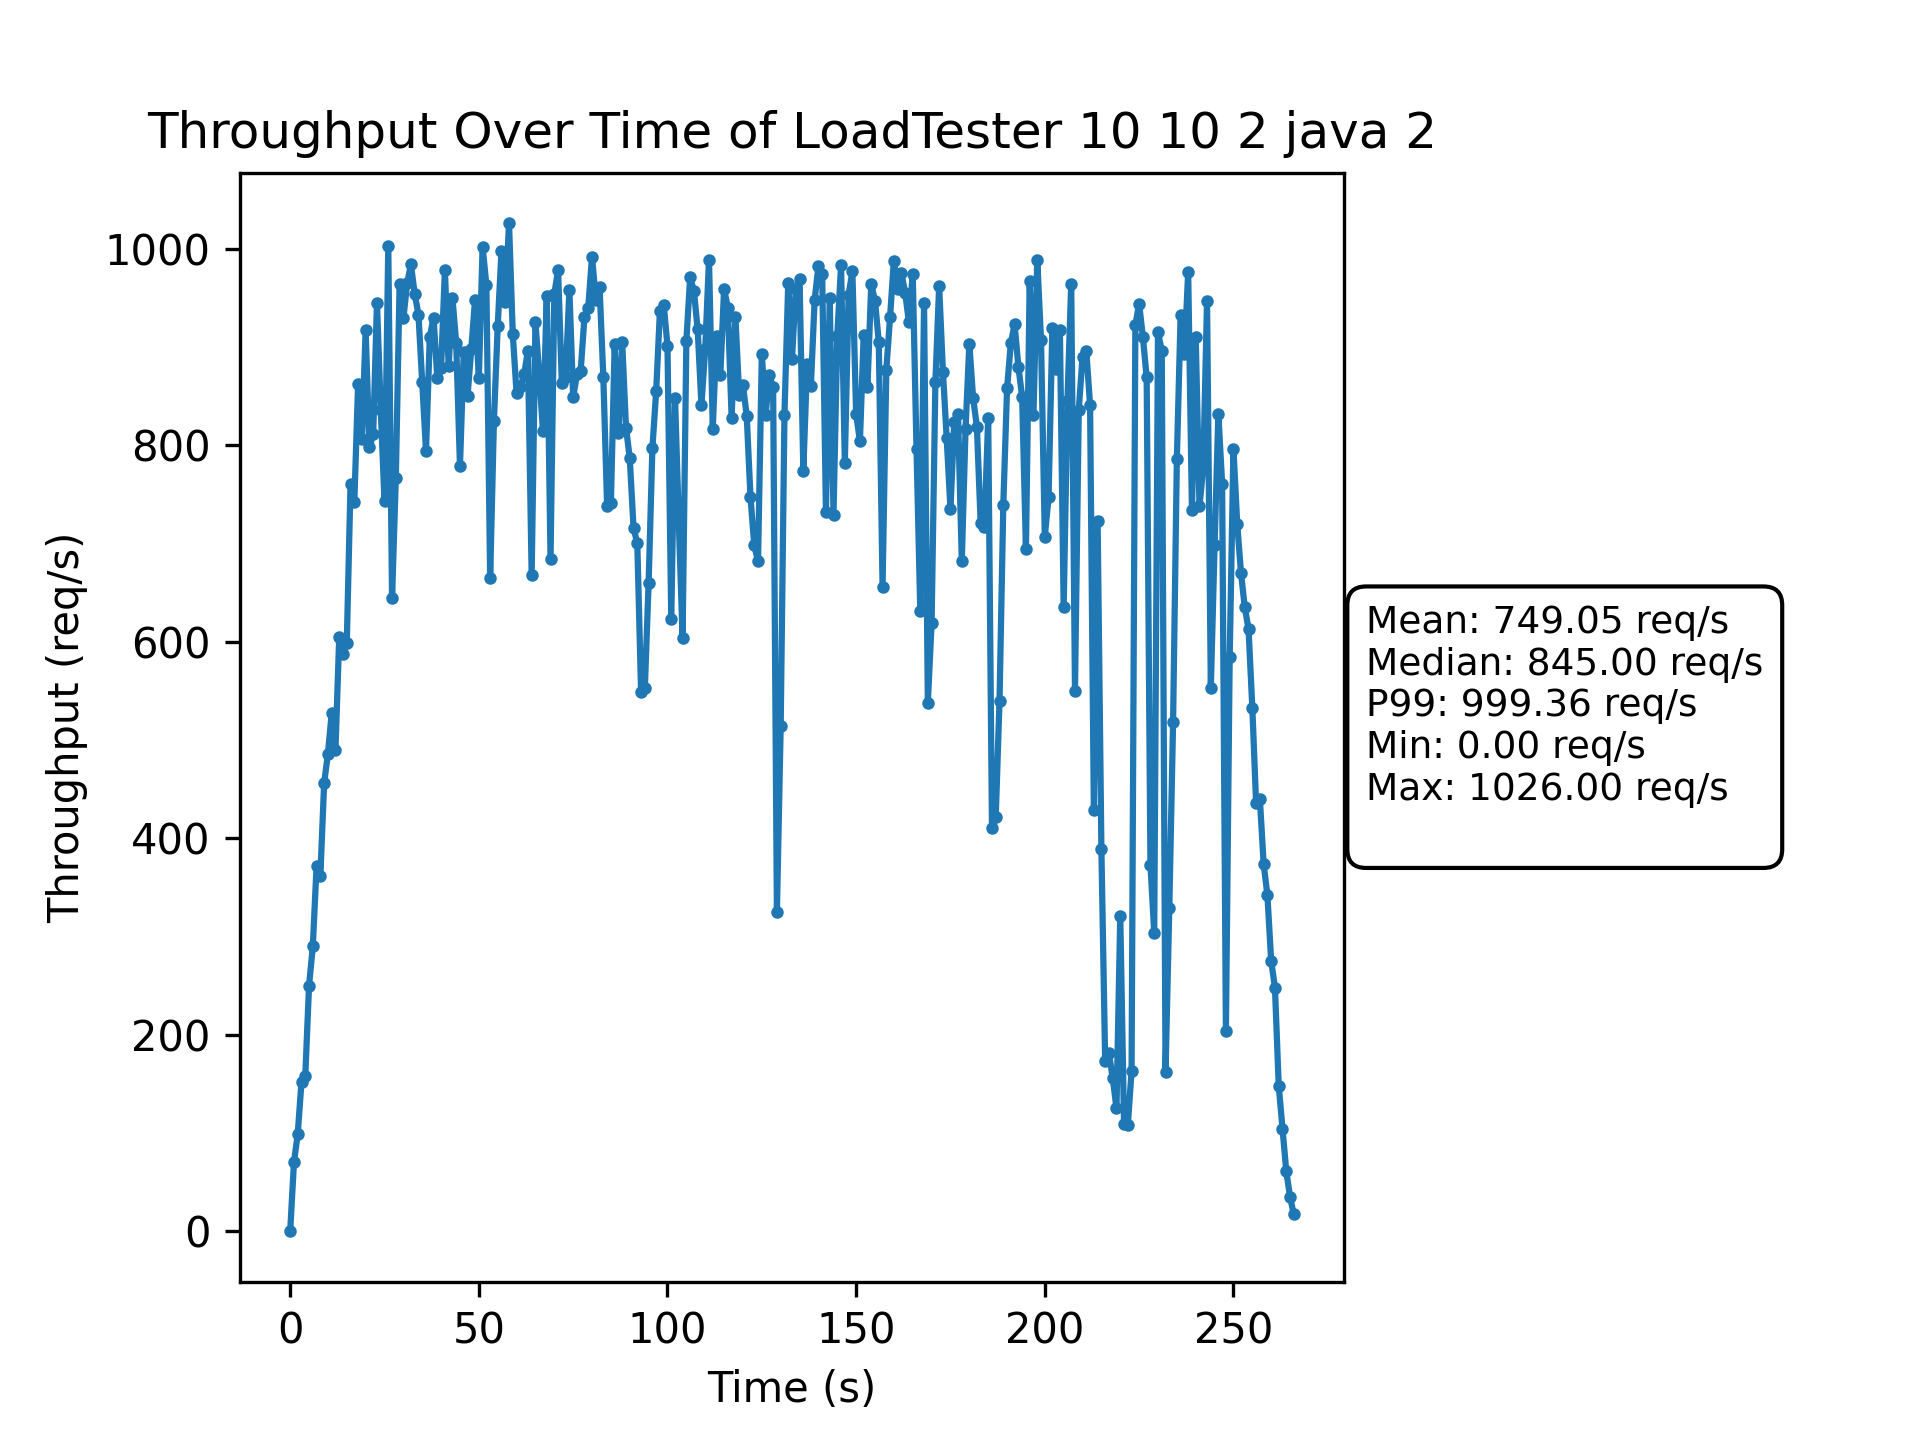 Throughput Over Time of LoadTester 10 10 2 java 2
Throughput (req/s)
1000
800
600
400
200
0
0 50 100 150 200 250
Time (s)
Mean: 749.05 req/s
Median: 845.00 req/s
P99: 999.36 req/s
Min: 0.00 req/s
Max: 1026.00 req/s